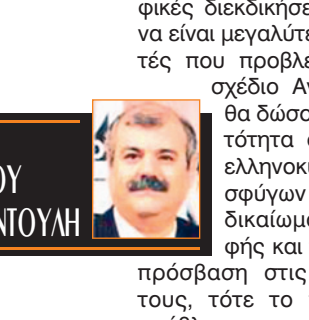 φικές διεκδικήσε
να είναι μεγαλύτε
τές που προβλε
σχέδιο Αν
θα δώσο
τότητα
ελληνοκι
σφύγων
δικαίωμα
φής και
πρόσβαση στις
τους, τότε το
ΟΥ
ΝΤΟΥΛΗ